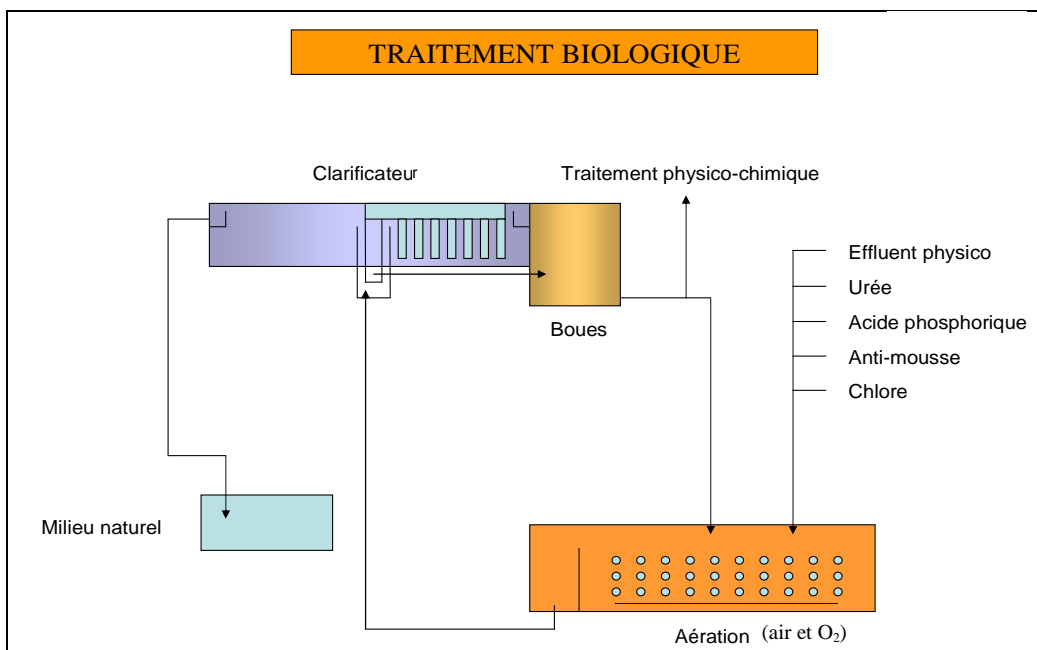 TRAITEMENT BIOLOGIQUE
Clarificateur
Traitement physico-chimique
Effluent physico
Urée
Acide phosphorique
Anti-mousse
Chlore
Boues
Milieu naturel
Aération (air et O₂)